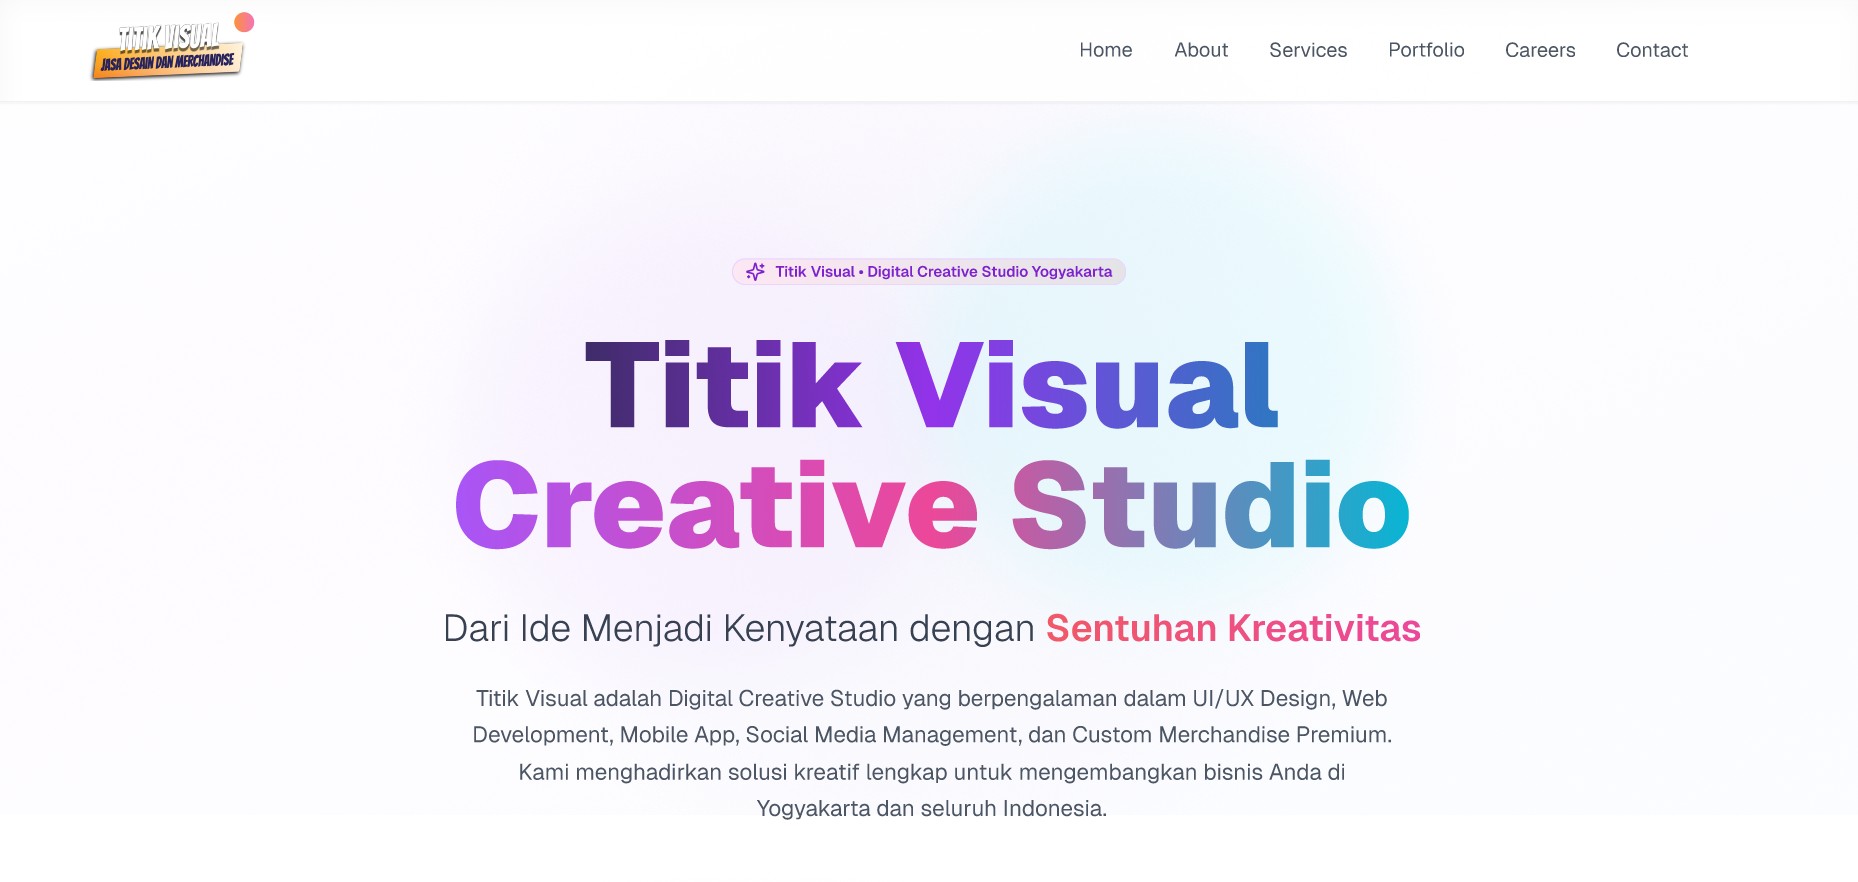 TITIK VISUAL
JASA DESAIN DAN MERCHANDISE
Home About Services Portfolio Careers Contact
Titik Visual • Digital Creative Studio Yogyakarta
Titik Visual
Creative Studio
Dari Ide Menjadi Kenyataan dengan Sentuhan Kreativitas
Titik Visual adalah Digital Creative Studio yang berpengalaman dalam UI/UX Design, Web
Development, Mobile App, Social Media Management, dan Custom Merchandise Premium.
Kami menghadirkan solusi kreatif lengkap untuk mengembangkan bisnis Anda di
Yogyakarta dan seluruh Indonesia.